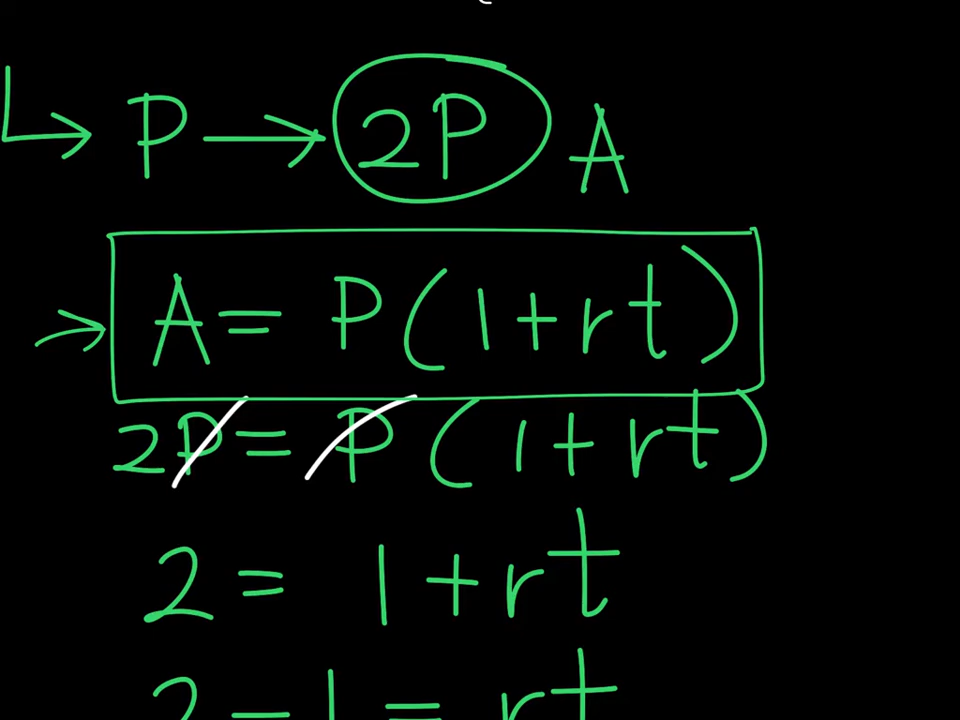 P → 2P A
A = P(1+rt)
2P = P(1+rt)
2 = 1+rt
2-1 = rt